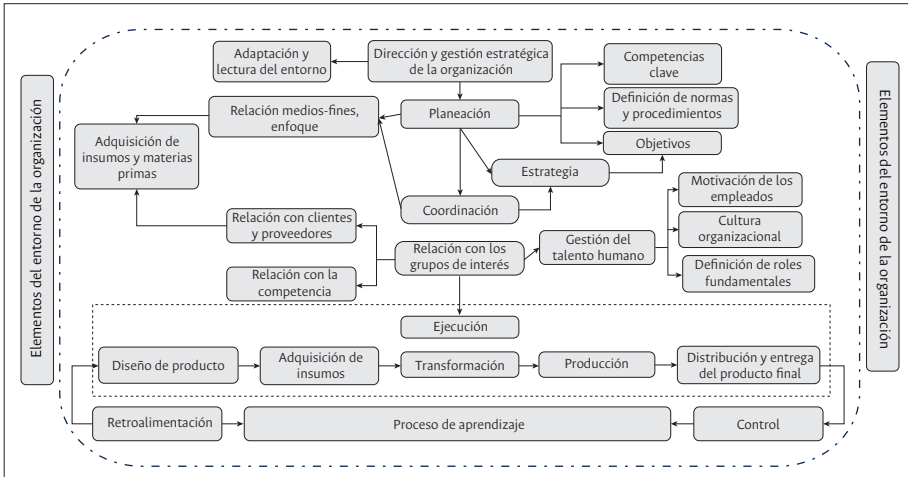 Elementos del entorno de la organización
Adaptación y
lectura del entorno
Dirección y gestión estratégica
de la organización
Competencias
clave
Relación medios-fines,
enfoque
Planeación
Definición de normas
y procedimientos
Adquisición de
insumos y materias
primas
Objetivos
Estrategia
Motivación de los
empleados
Coordinación
Relación con clientes
y proveedores
Cultura
organizacional
Relación con los
grupos de interés
Gestión del
talento humano
Relación con la
competencia
Definición de roles
fundamentales
Ejecución
Diseño de producto
Adquisición de
insumos
Transformación
Producción
Distribución y entrega
del producto final
Retroalimentación
Proceso de aprendizaje
Control
Elementos del entorno de la organización